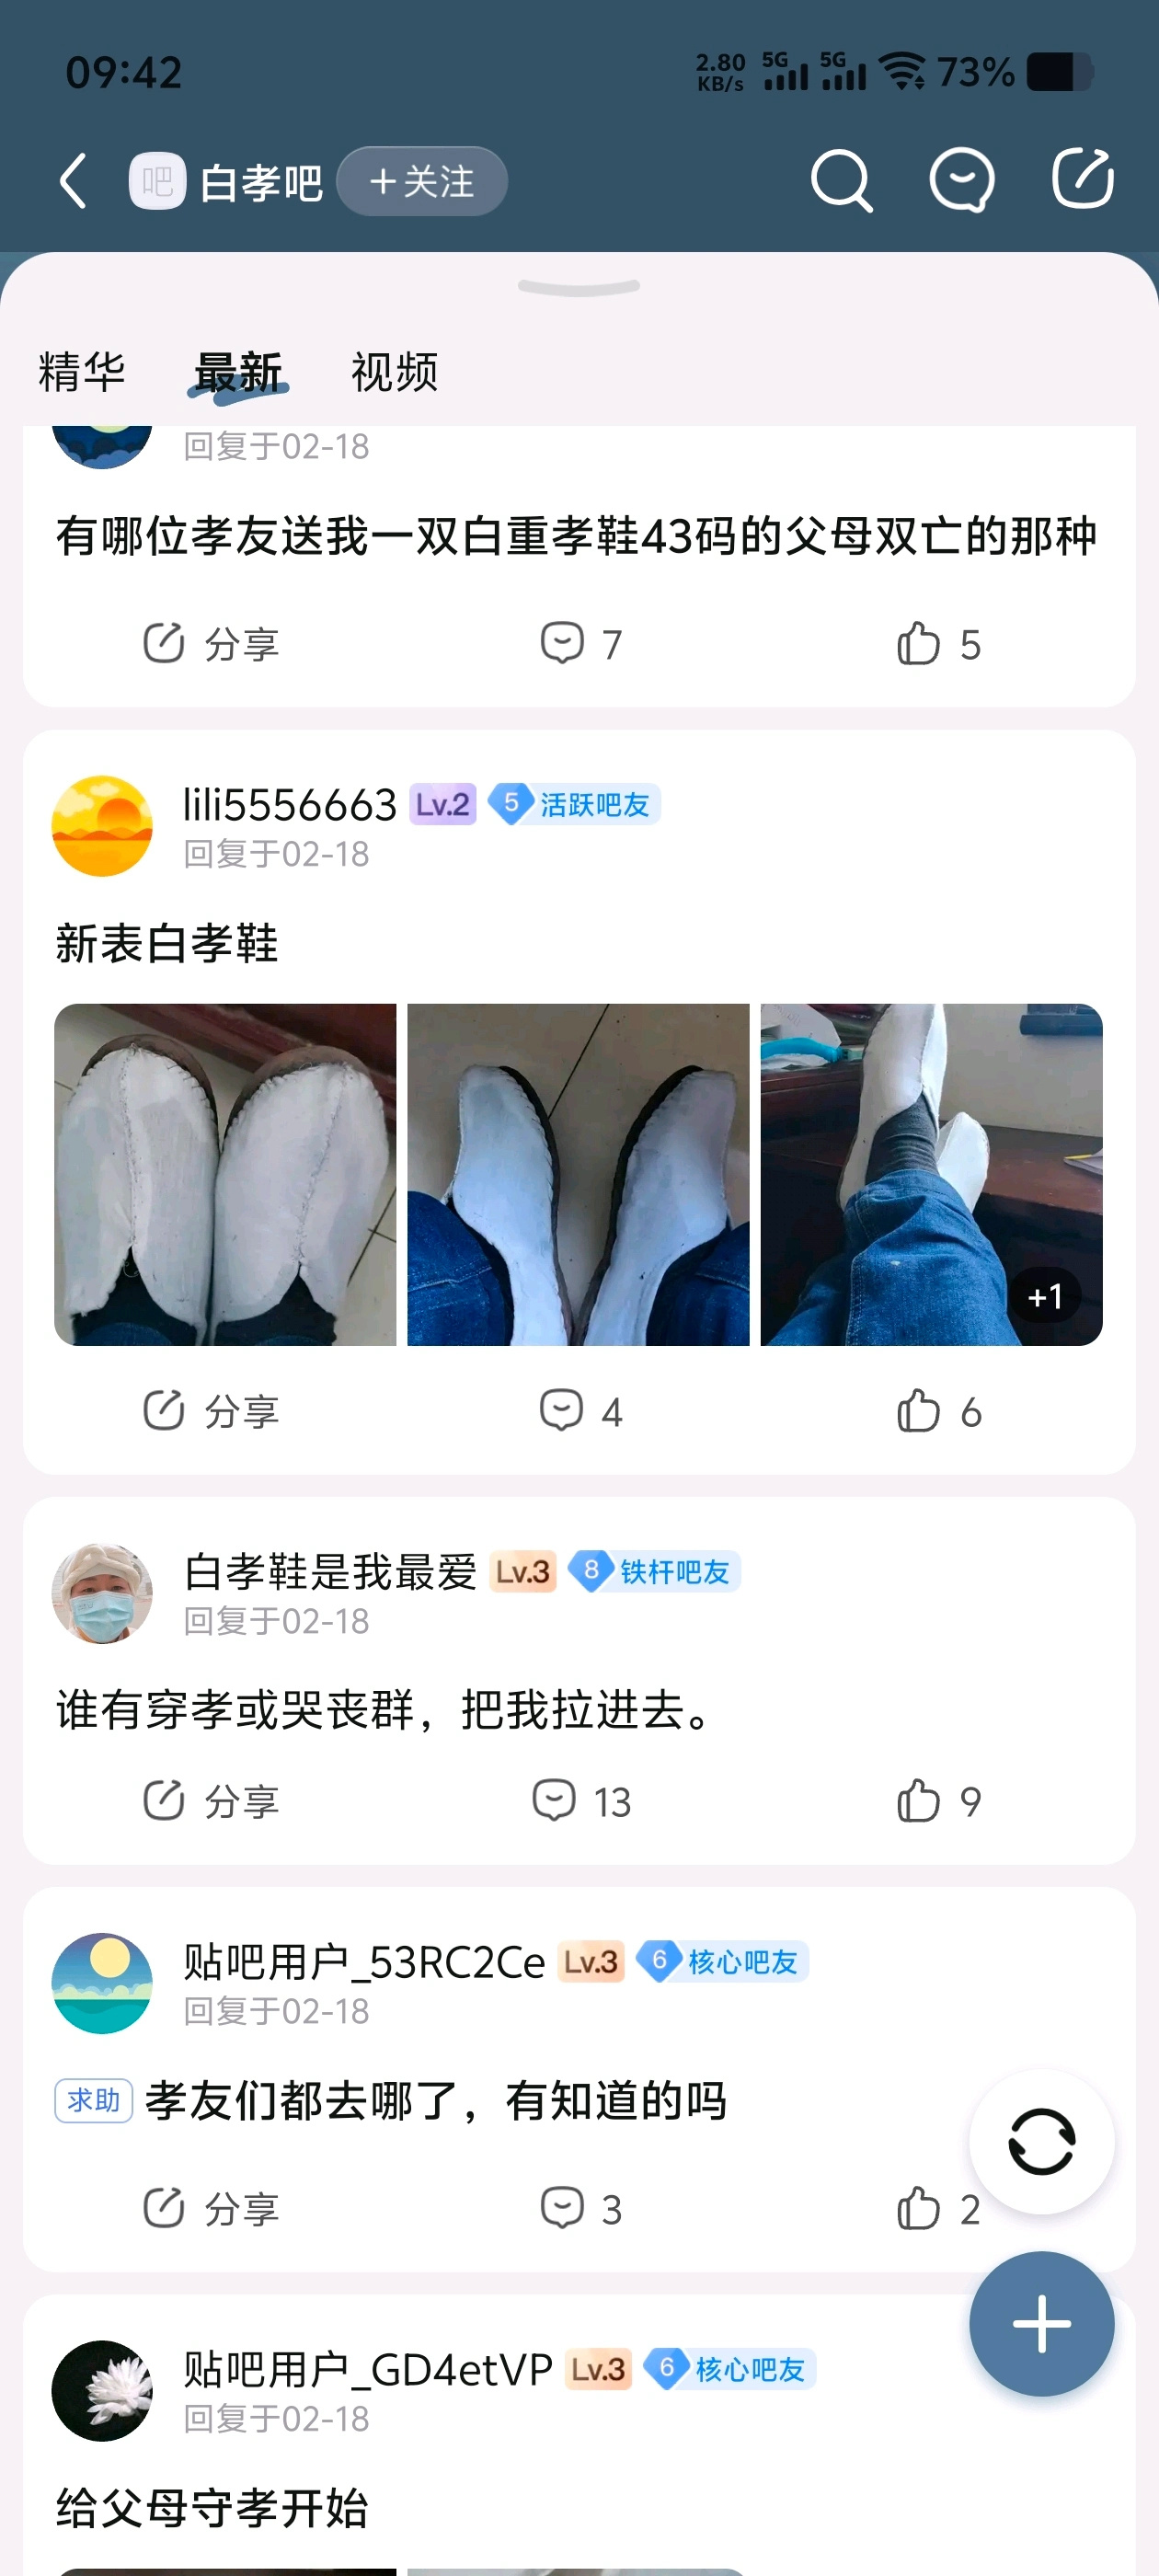 09:42
2.80 KB/s 5G 5G 73%
吧 白孝吧 +关注
精华 最新 视频
回复于02-18
有哪位孝友送我一双白重孝鞋43码的父母双亡的那种
分享 7 5
lili5556663 Lv.2 5 活跃吧友
回复于02-18
新表白孝鞋
+1
分享 4 6
白孝鞋是我最爱 Lv.3 8 铁杆吧友
回复于02-18
谁有穿孝或哭丧群，把我拉进去。
分享 13 9
贴吧用户_53RC2Ce Lv.3 6 核心吧友
回复于02-18
求助 孝友们都去哪了，有知道的吗
分享 3 2
贴吧用户_GD4etVP Lv.3 6 核心吧友
回复于02-18
给父母守孝开始